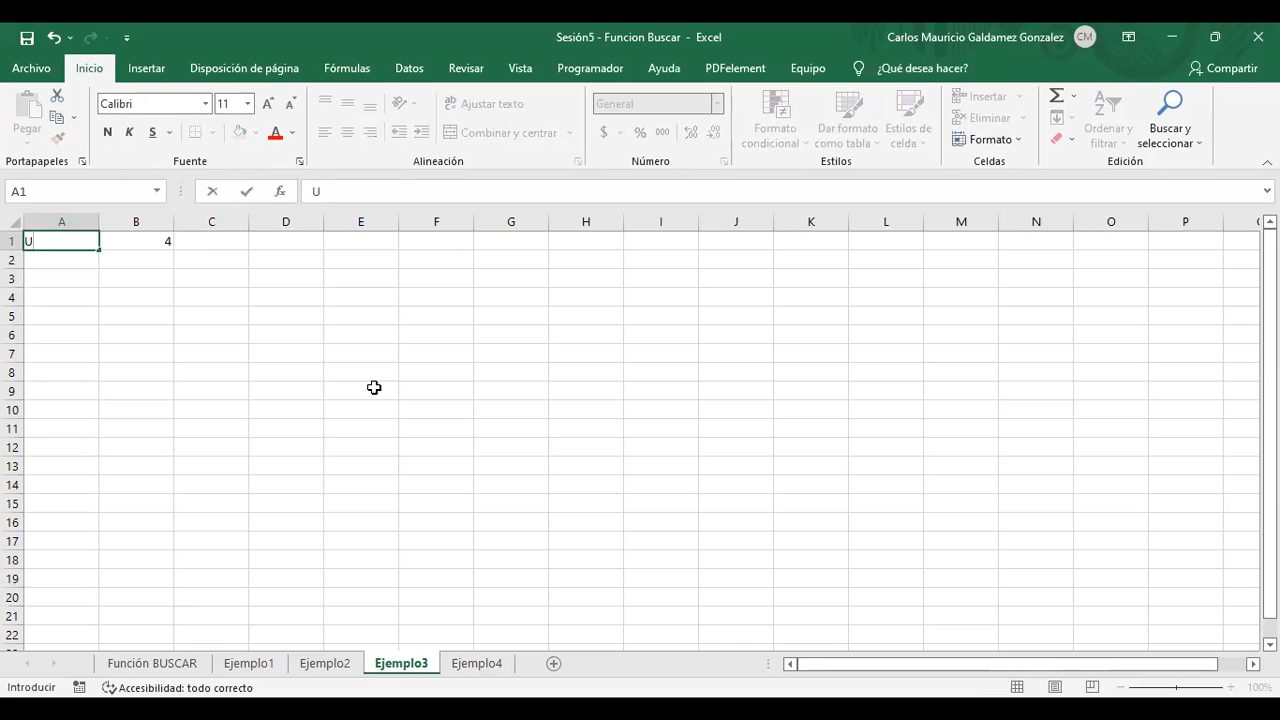 Sesión5 - Funcion Buscar - Excel
Carlos Mauricio Galdamez Gonzalez CM
Archivo Inicio Insertar Disposición de página Fórmulas Datos Revisar Vista Programador Ayuda PDFelement Equipo ¿Qué desea hacer? Compartir
Pegar
Portapapeles
Calibri 11
N K S
Fuente
Ajustar texto
Combinar y centrar
Alineación
General
$ % 000
Número
Formato condicional
Dar formato como tabla
Estilos de celda
Estilos
Insertar
Eliminar
Formato
Celdas
Ordenar y filtrar
Buscar y seleccionar
Edición
A1 fx U
A B C D E F G H I J K L M N O P
1 U 4
2
3
4
5
6
7
8
9
10
11
12
13
14
15
16
17
18
19
20
21
22
Función BUSCAR Ejemplo1 Ejemplo2 Ejemplo3 Ejemplo4
Introducir Accesibilidad: todo correcto 100%